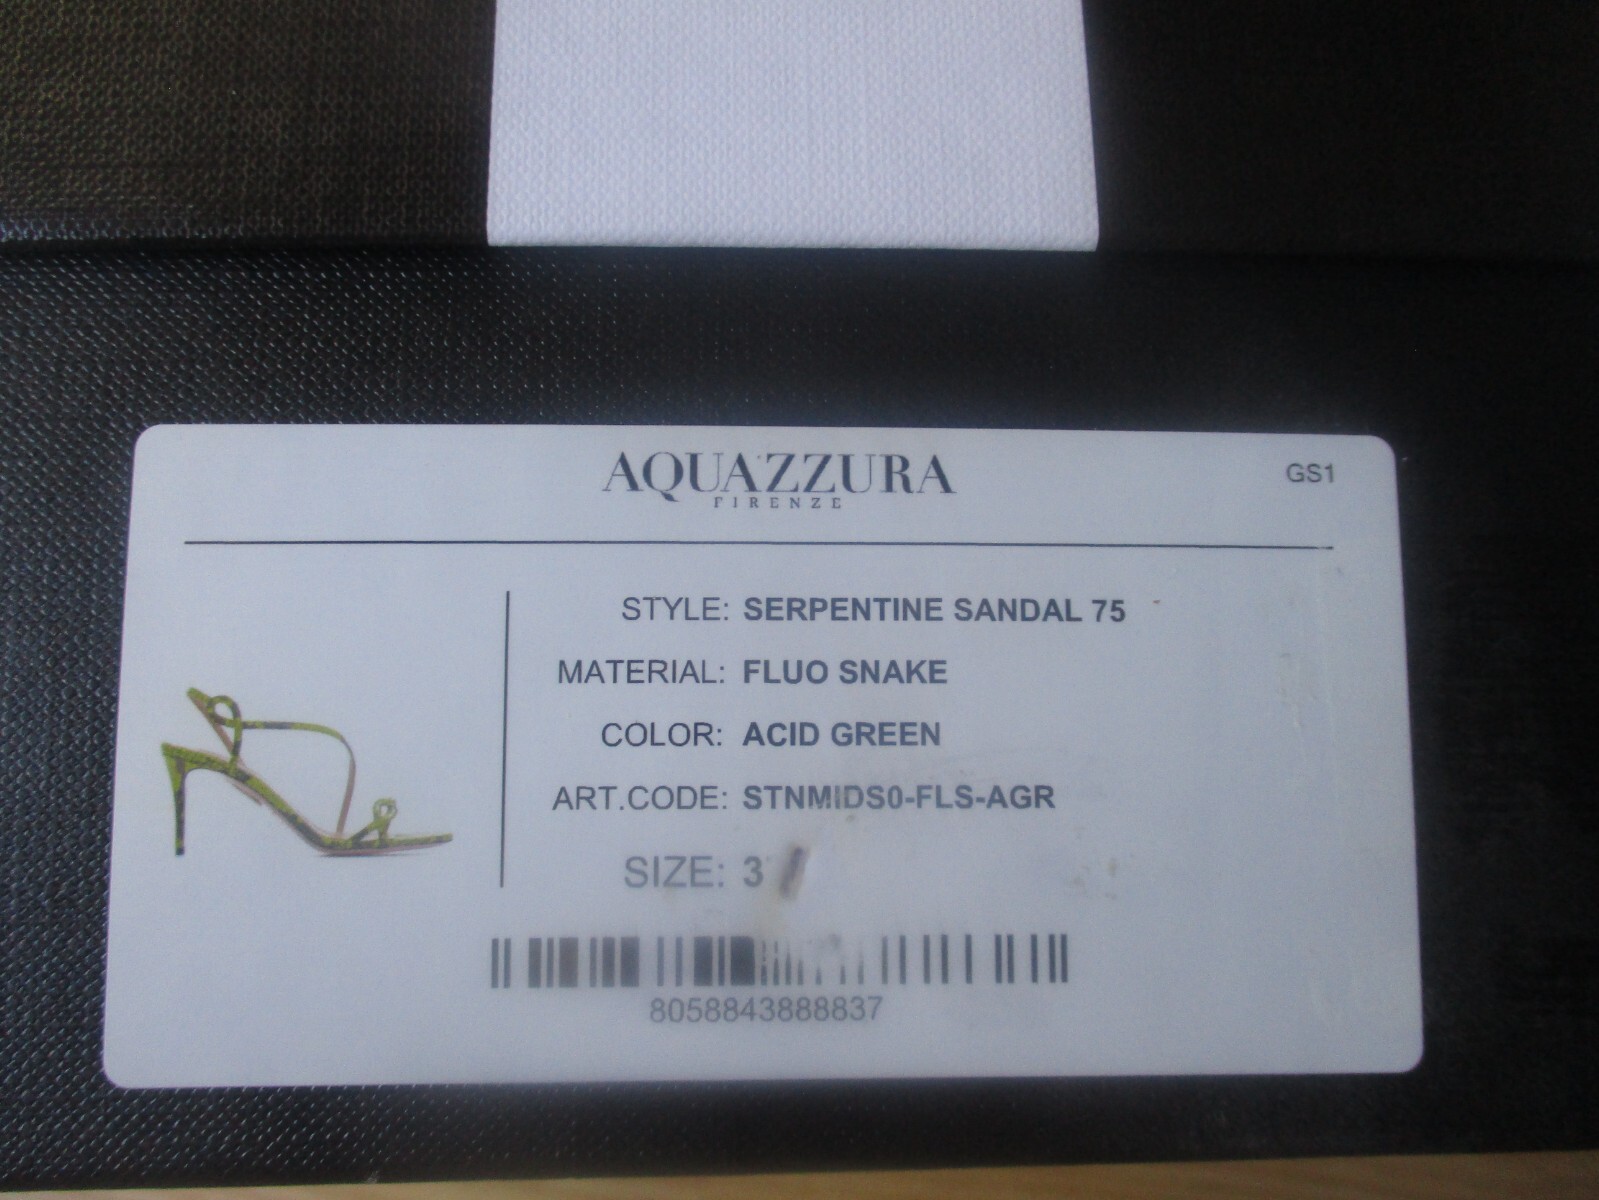 AQUAZZURA
FIRENZE
GS1
STYLE: SERPENTINE SANDAL 75
MATERIAL: FLUO SNAKE
COLOR: ACID GREEN
ART.CODE: STNMIDS0-FLS-AGR
SIZE: 3
8058843888837